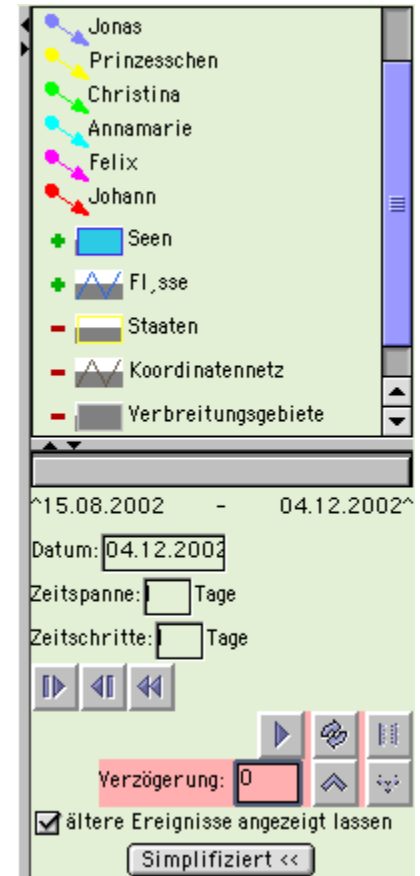 Jonas
Prinzesschen
Christina
Annamarie
Felix
Johann
Seen
Fl¸sse
Staaten
Koordinatennetz
Verbreitungsgebiete
^15.08.2002 - 04.12.2002^
Datum: 04.12.2002
Zeitspanne: Tage
Zeitschritte: Tage
Verzögerung: 0
ältere Ereignisse angezeigt lassen
Simplifiziert <<